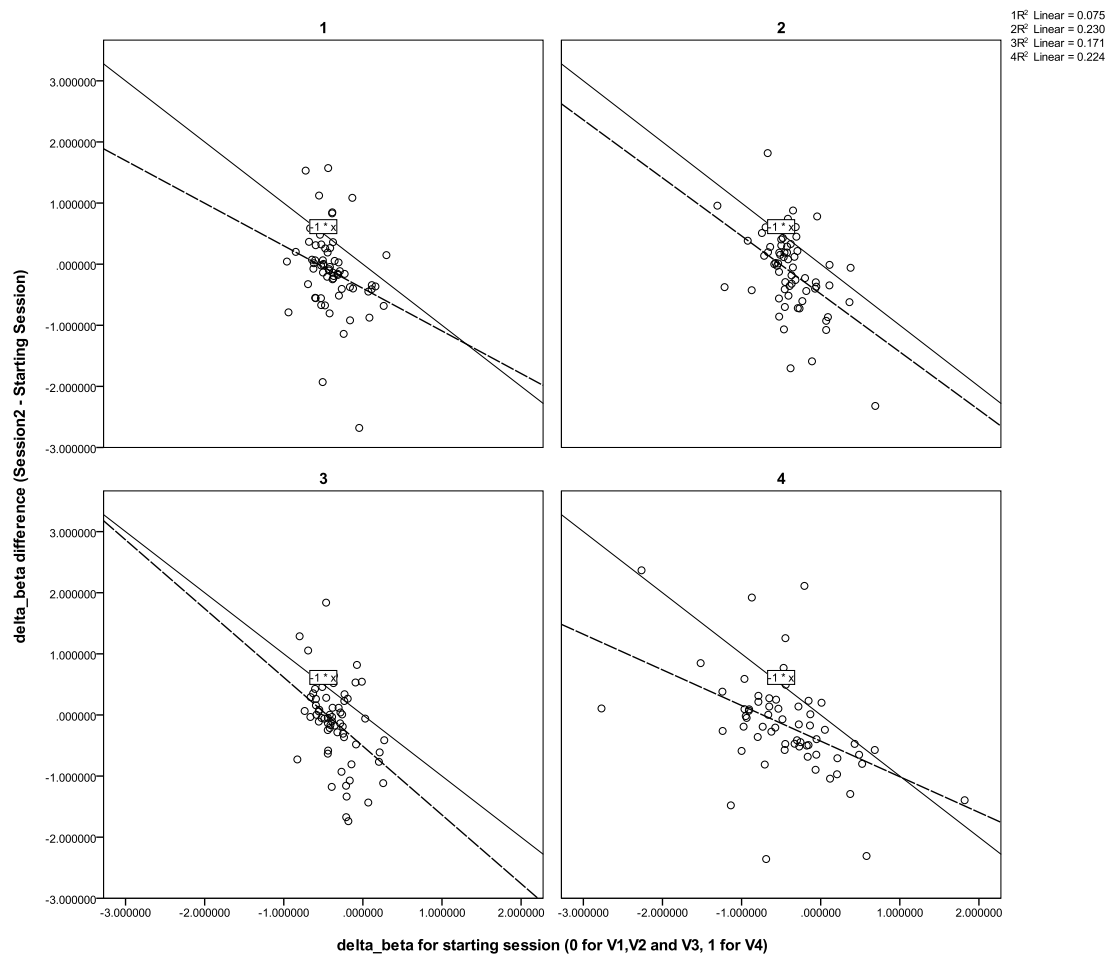 1R² Linear = 0.075
2R² Linear = 0.230
3R² Linear = 0.171
4R² Linear = 0.224
1
2
3.000000
2.000000
1.000000
.000000
-1.000000
-2.000000
-3.000000
-1 * x
-1 * x
3
4
3.000000
2.000000
1.000000
.000000
-1.000000
-2.000000
-3.000000
-1 * x
-1 * x
-3.000000 -2.000000 -1.000000 .000000 1.000000 2.000000
-3.000000 -2.000000 -1.000000 .000000 1.000000 2.000000
delta_beta difference (Session2 - Starting Session)
delta_beta for starting session (0 for V1,V2 and V3, 1 for V4)